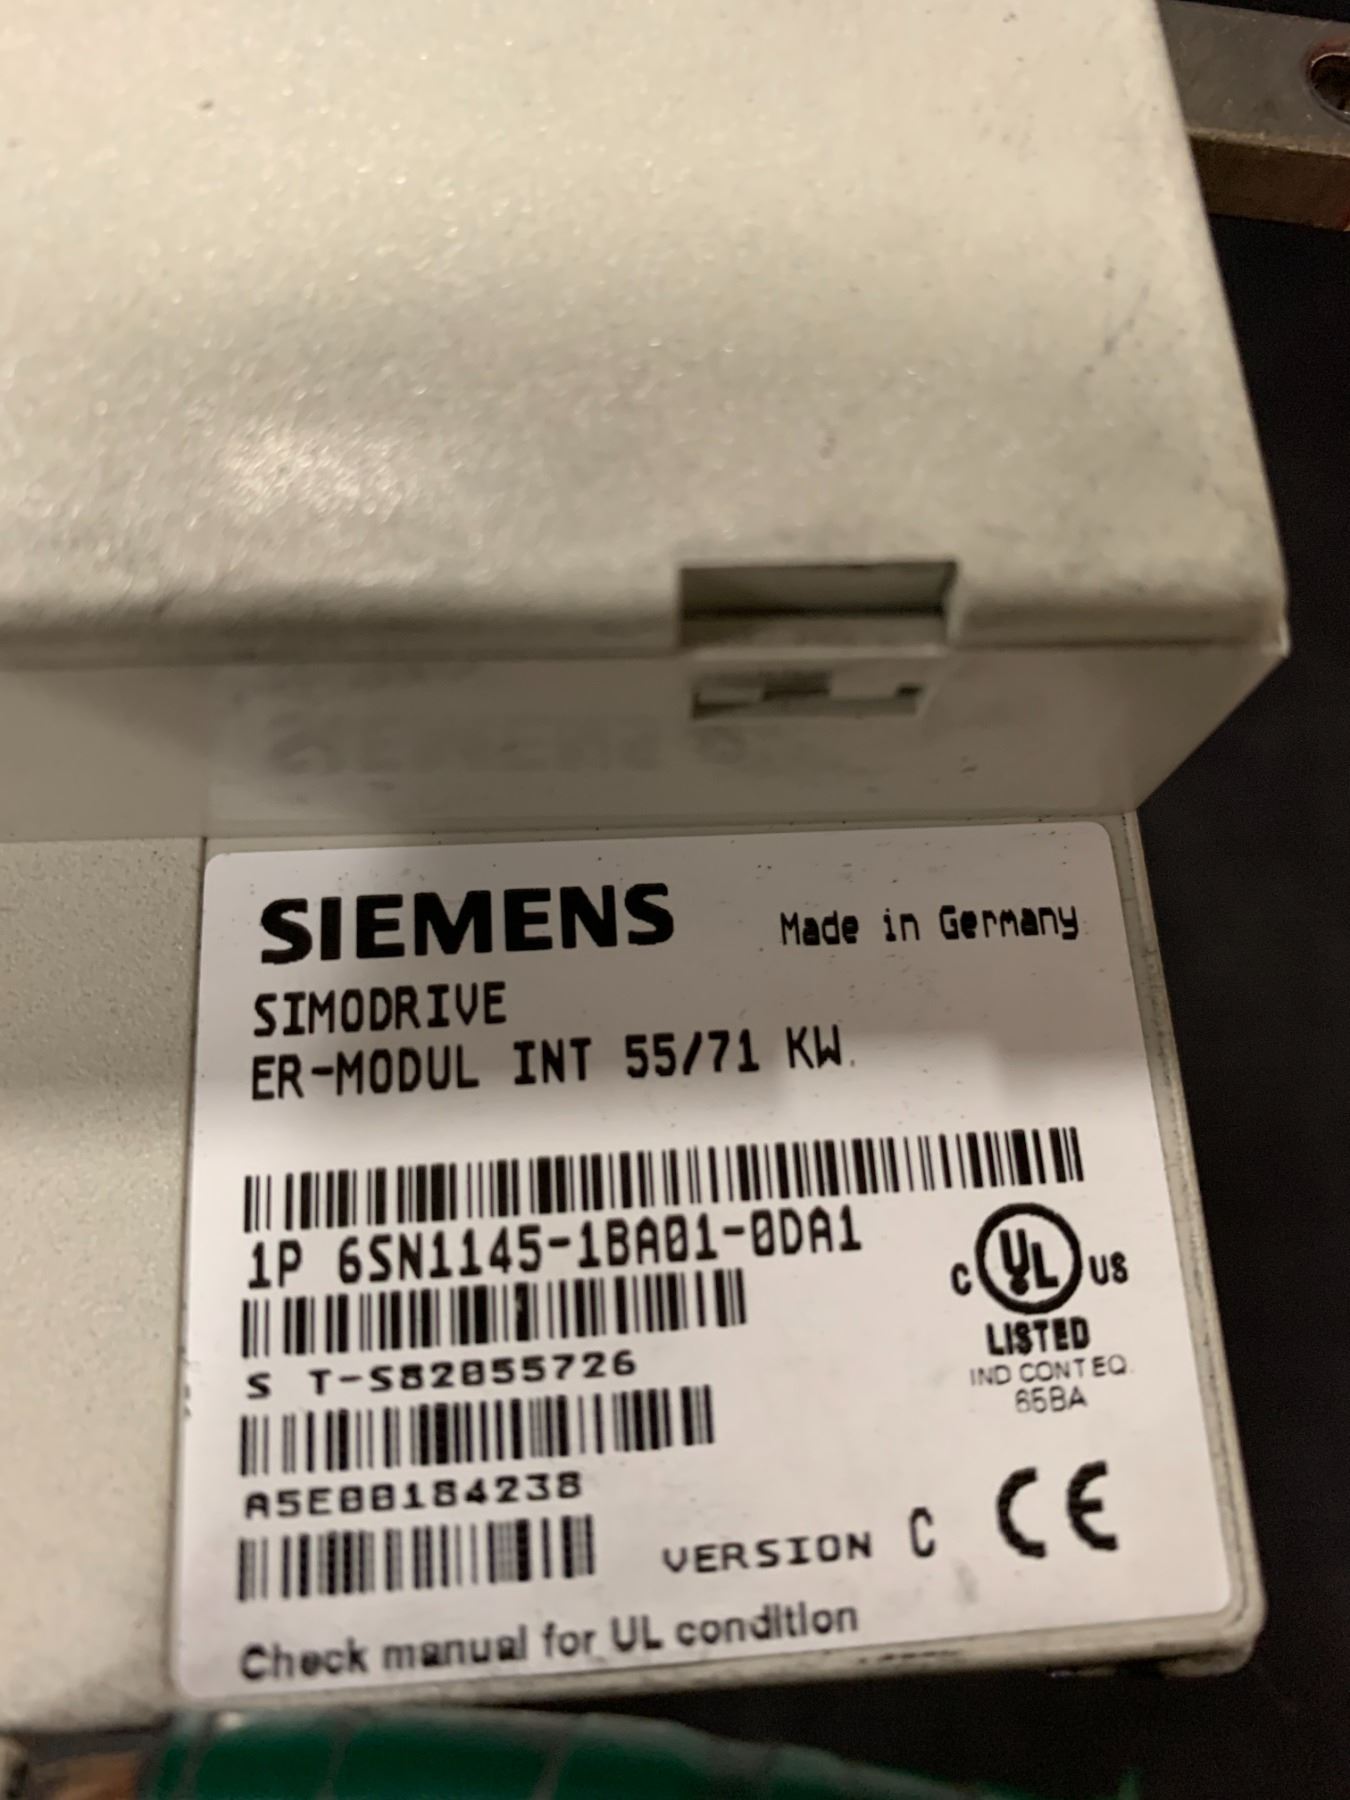 SIEMENS Made in Germany
SIMODRIVE
ER-MODUL INT 55/71 KW
1P 6SN1145-1BA01-0DA1
C UL US
LISTED
IND CONT EQ.
65BA
S T-S82055726
A5E00184238
VERSION C CE
Check manual for UL condition